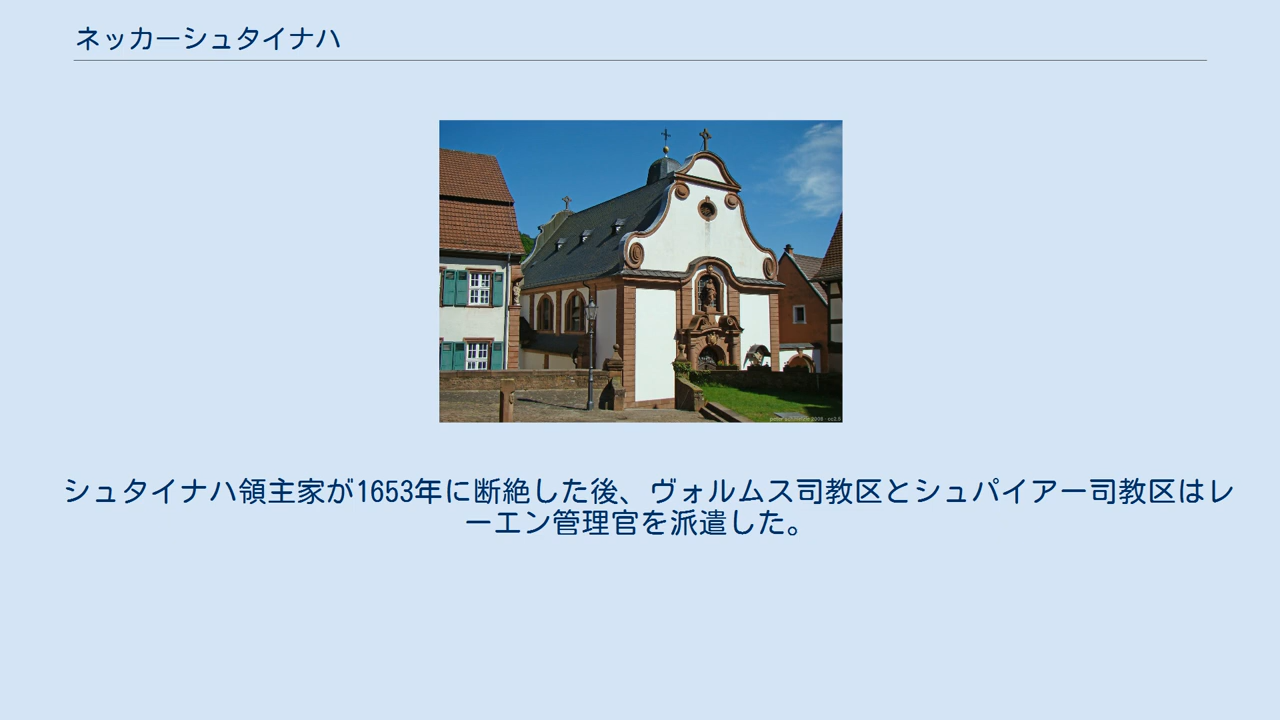 ネッカーシュタイナハ
シュタイナハ領主家が1653年に断絶した後、ヴォルムス司教区とシュパイアー司教区はレ
ーエン管理官を派遣した。